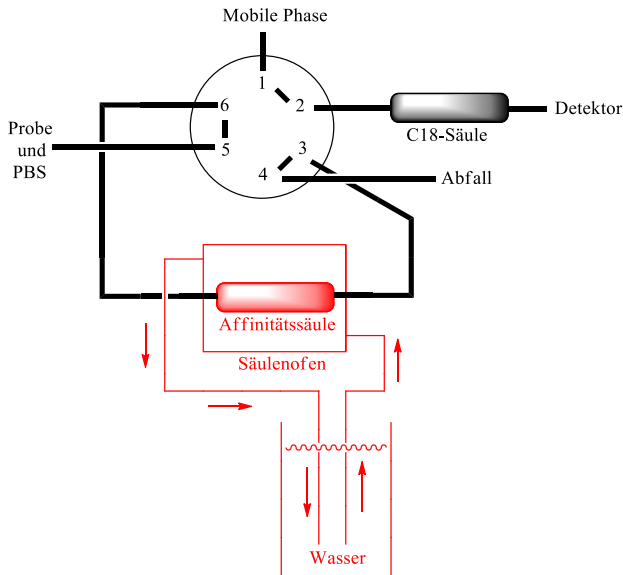 Mobile Phase
1
6
2
Detektor
C18-Säule
Probe
und
PBS
5
3
4
Abfall
Affinitätssäule
Säulenofen
Wasser